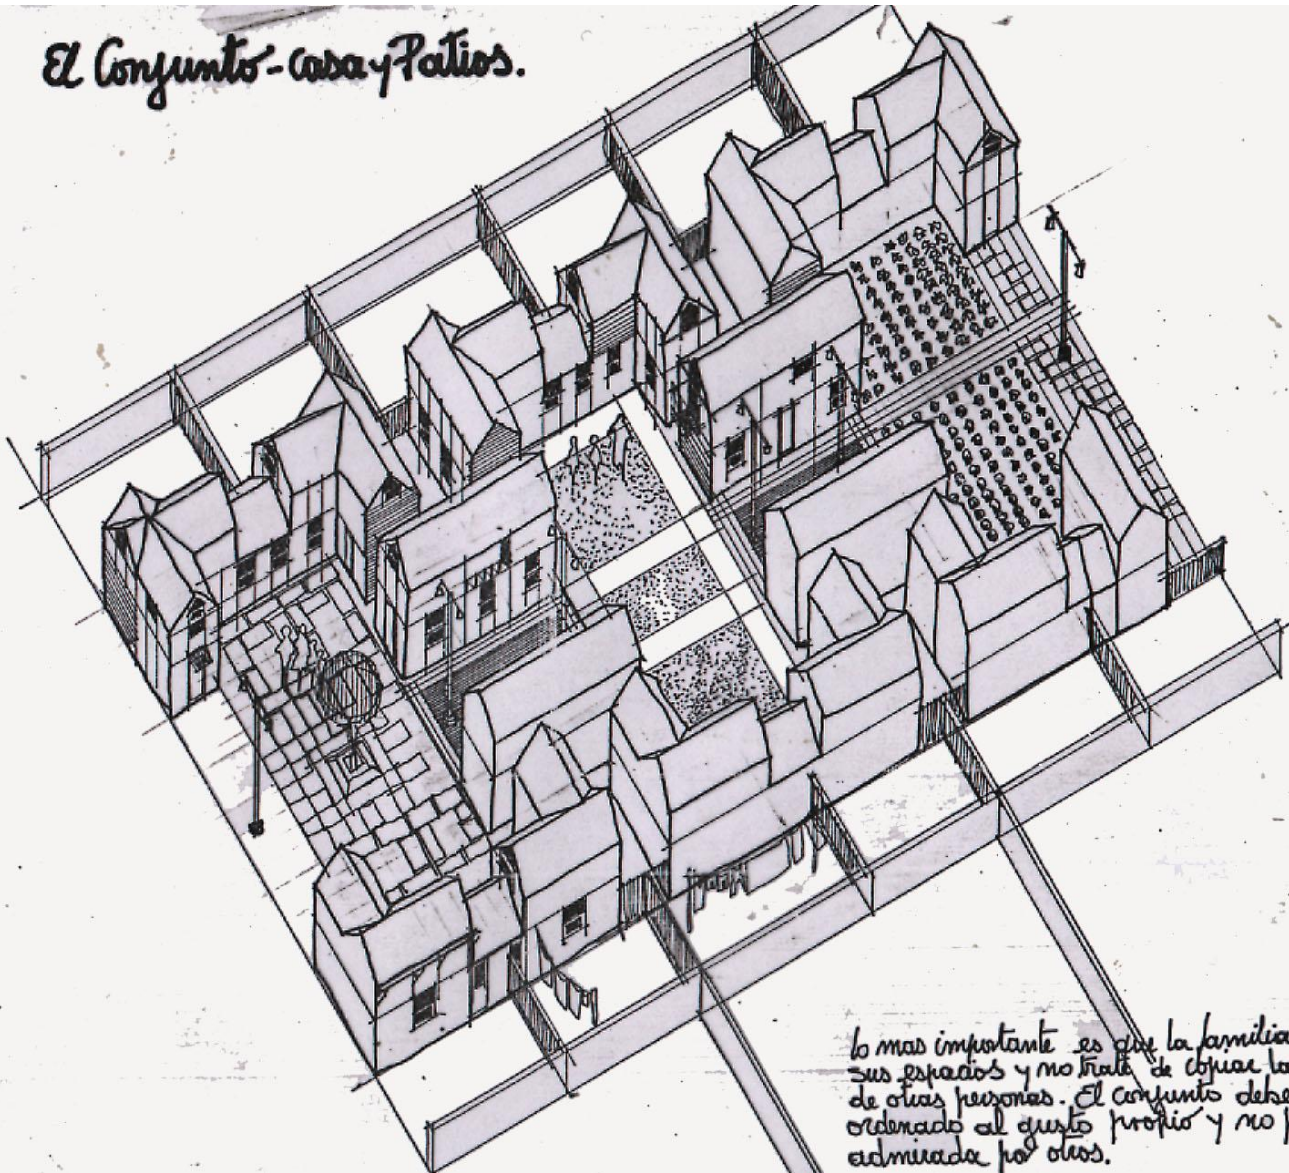 El Conjunto-casa y Patios.
lo mas importante es que la familia
sus espacios y no trate de copiar la
de otras personas. El conjunto debe
ordenado al gusto propio y no p
admirada por otros.